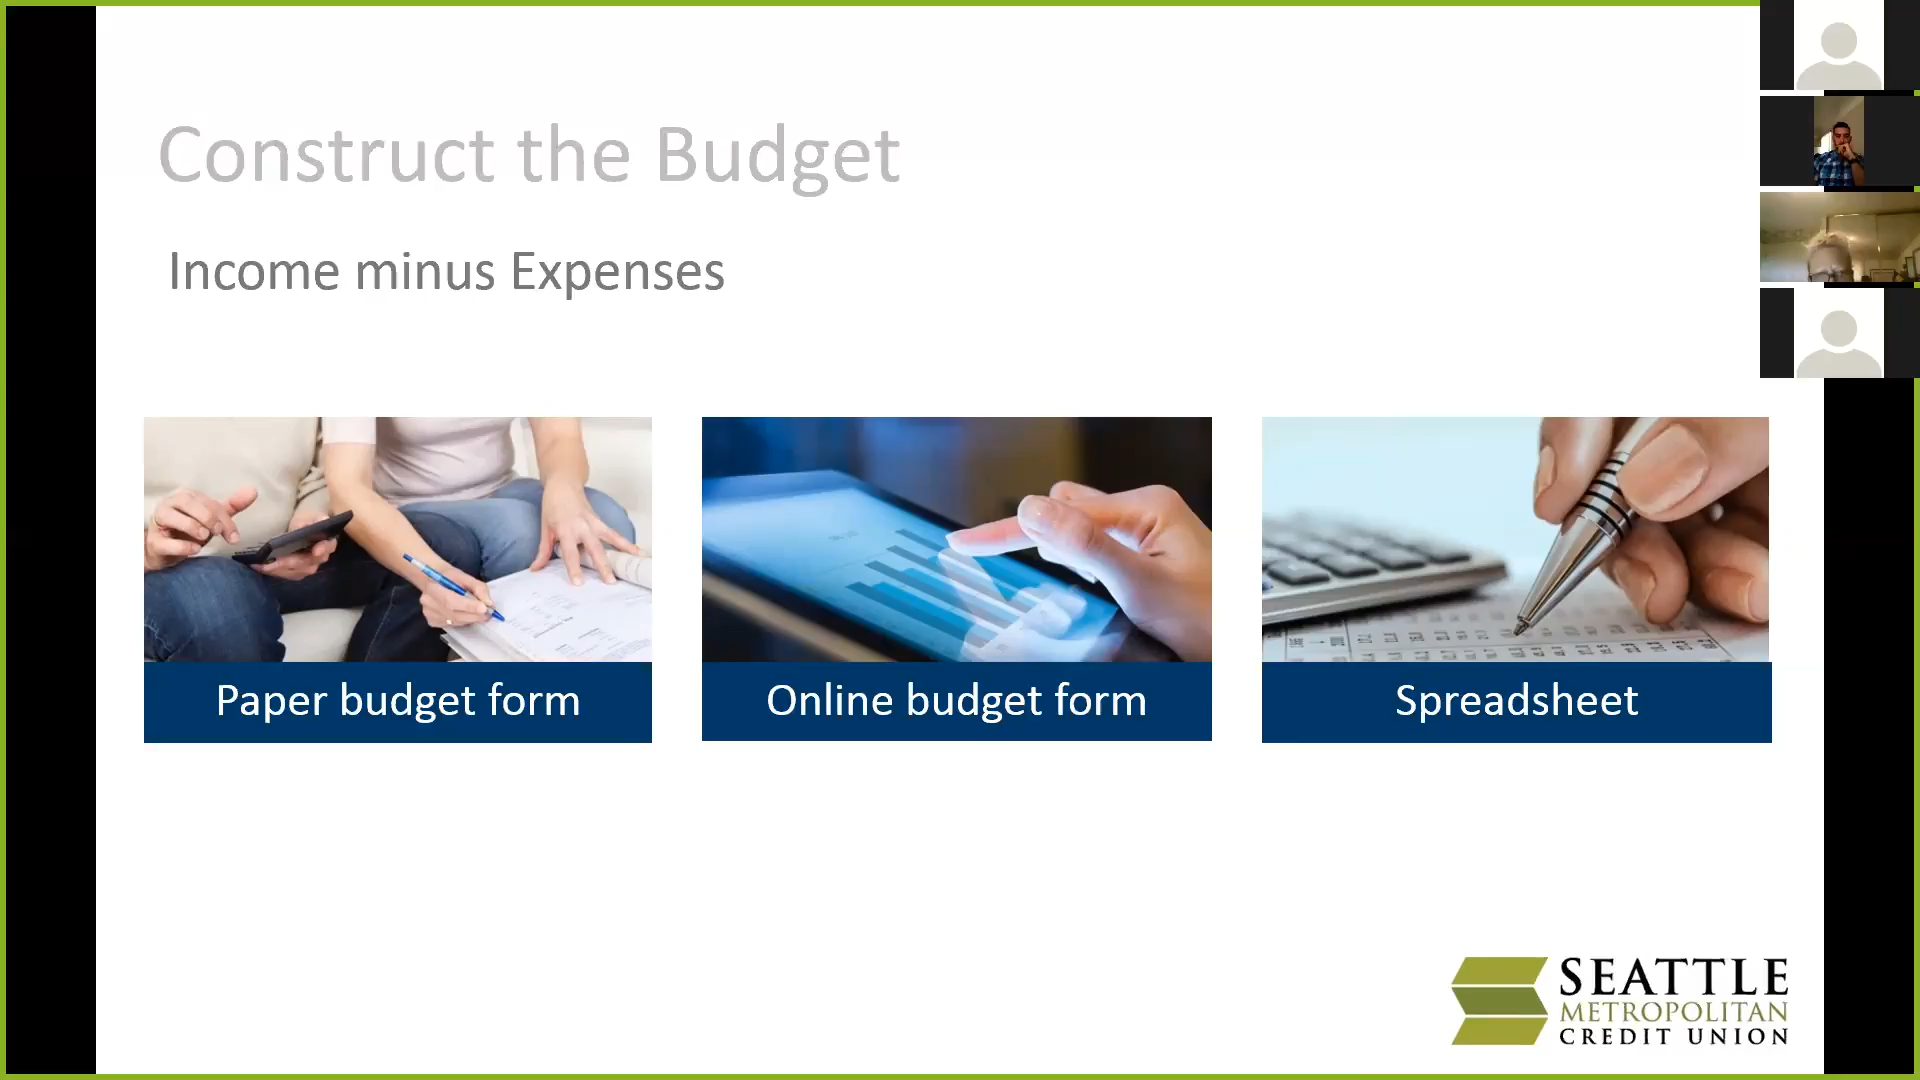 Construct the Budget
Income minus Expenses
Paper budget form
Online budget form
Spreadsheet
SEATTLE
METROPOLITAN
CREDIT UNION